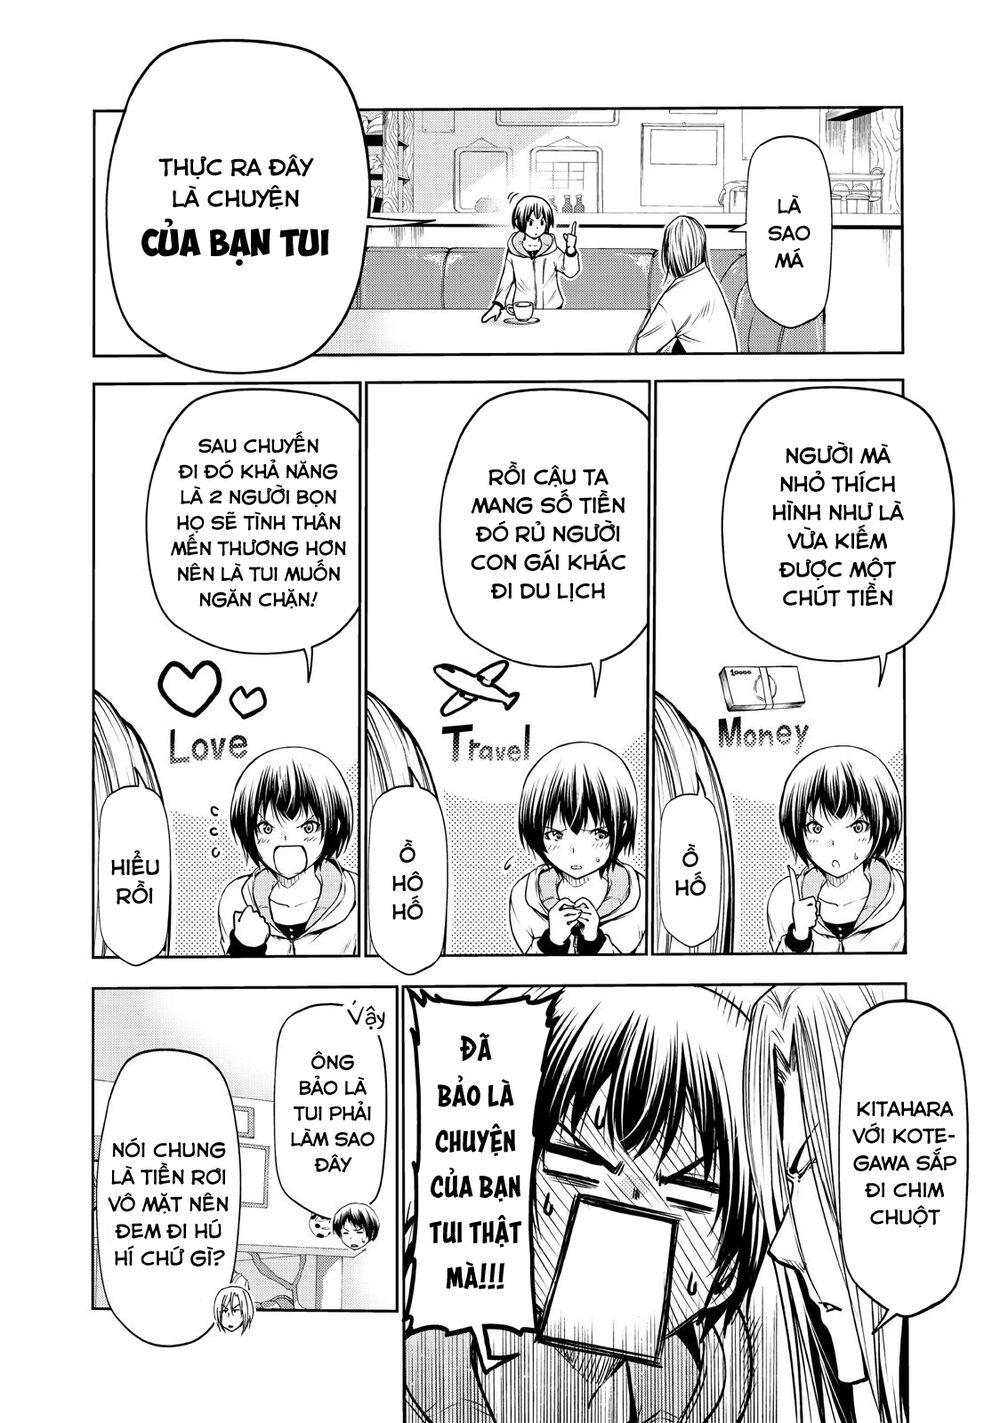 LÀ
SAO
MÁ
THỰC RA ĐÂY
LÀ CHUYỆN
CỦA BẠN TUI
NGƯỜI MÀ
NHỎ THÍCH
HÌNH NHƯ LÀ
VỪA KIẾM
ĐƯỢC MỘT
CHÚT TIỀN
10000
Money
Ồ
HỐ
RỒI CẬU TA
MANG SỐ TIỀN
ĐÓ RỦ NGƯỜI
CON GÁI KHÁC
ĐI DU LỊCH
Travel
Ồ
HÔ
HỐ
SAU CHUYẾN
ĐI ĐÓ KHẢ NĂNG
LÀ 2 NGƯỜI BỌN
HỌ SẼ TÌNH THÂN
MẾN THƯƠNG HƠN
NÊN LÀ TUI MUỐN
NGĂN CHẶN!
Love
HIỂU
RỒI
KITAHARA
VỚI KOTE-
GAWA SẮP
ĐI CHIM
CHUỘT
ĐÃ
BẢO LÀ
CHUYỆN
CỦA BẠN
TUI THẬT
MÀ!!!
Vậy
ÔNG
BẢO LÀ
TUI PHẢI
LÀM SAO
ĐÂY
NÓI CHUNG
LÀ TIỀN RƠI
VÔ MẶT NÊN
ĐEM ĐI HÚ
HÍ CHỨ GÌ?